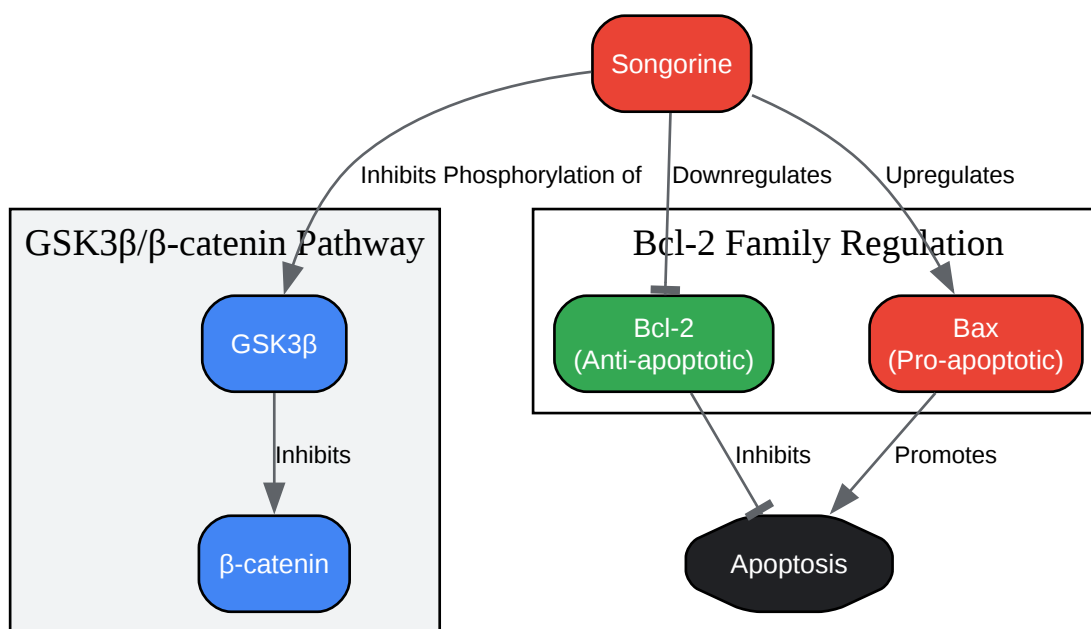 Songorine
Inhibits Phosphorylation of
Downregulates
Upregulates
GSK3β/β-catenin Pathway
Bcl-2 Family Regulation
GSK3β
Bcl-2
(Anti-apoptotic)
Bax
(Pro-apoptotic)
Inhibits
Inhibits
Promotes
β-catenin
Apoptosis